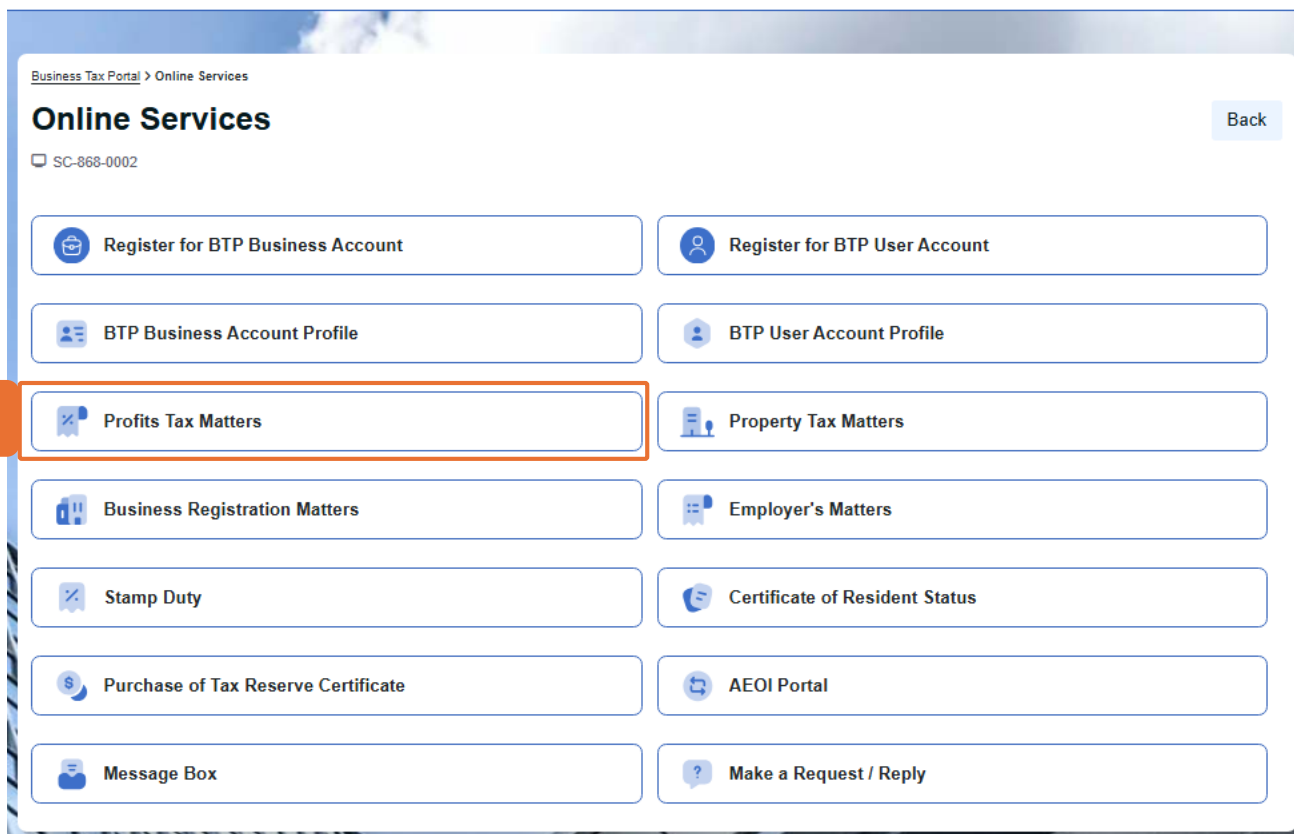 Business Tax Portal > Online Services
Online Services
Back
SC-868-0002
Register for BTP Business Account
Register for BTP User Account
BTP Business Account Profile
BTP User Account Profile
Profits Tax Matters
Property Tax Matters
Business Registration Matters
Employer's Matters
Stamp Duty
Certificate of Resident Status
Purchase of Tax Reserve Certificate
AEOI Portal
Message Box
Make a Request / Reply